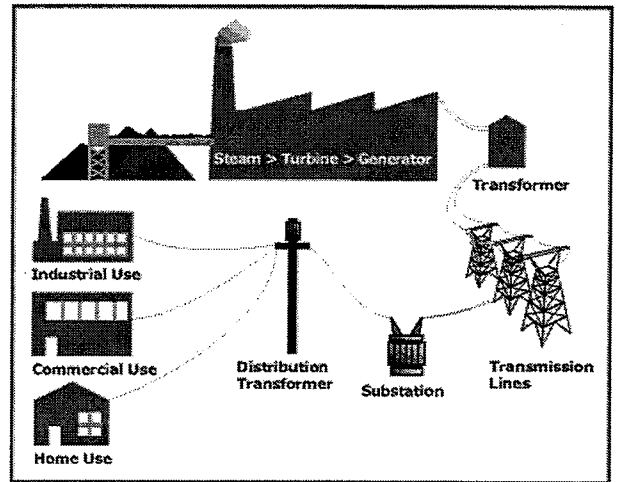 Steam > Turbine > Generator
Transformer
Industrial Use
Commercial Use
Distribution
Transformer
Substation
Transmission
Lines
Home Use